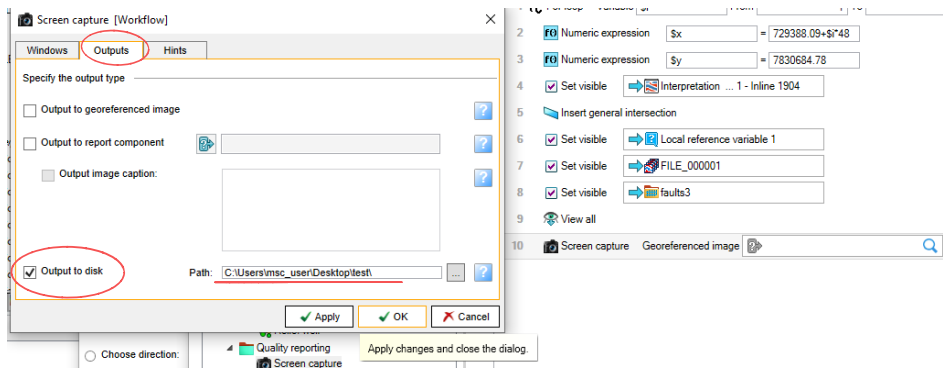 Screen capture [Workflow]
Windows Outputs Hints
Specify the output type
Output to georeferenced image
Output to report component
Output image caption:
Output to disk Path: C:\Users\msc_user\Desktop\test\ ...
Apply OK Cancel
Apply changes and close the dialog.
Choose direction:
Quality reporting
Screen capture
2 Numeric expression $x = 729388.09+$i*48
3 Numeric expression $y = 7830684.78
4 Set visible Interpretation ... 1 - Inline 1904
5 Insert general intersection
6 Set visible Local reference variable 1
7 Set visible FILE_000001
8 Set visible faults3
9 View all
10 Screen capture Georeferenced image